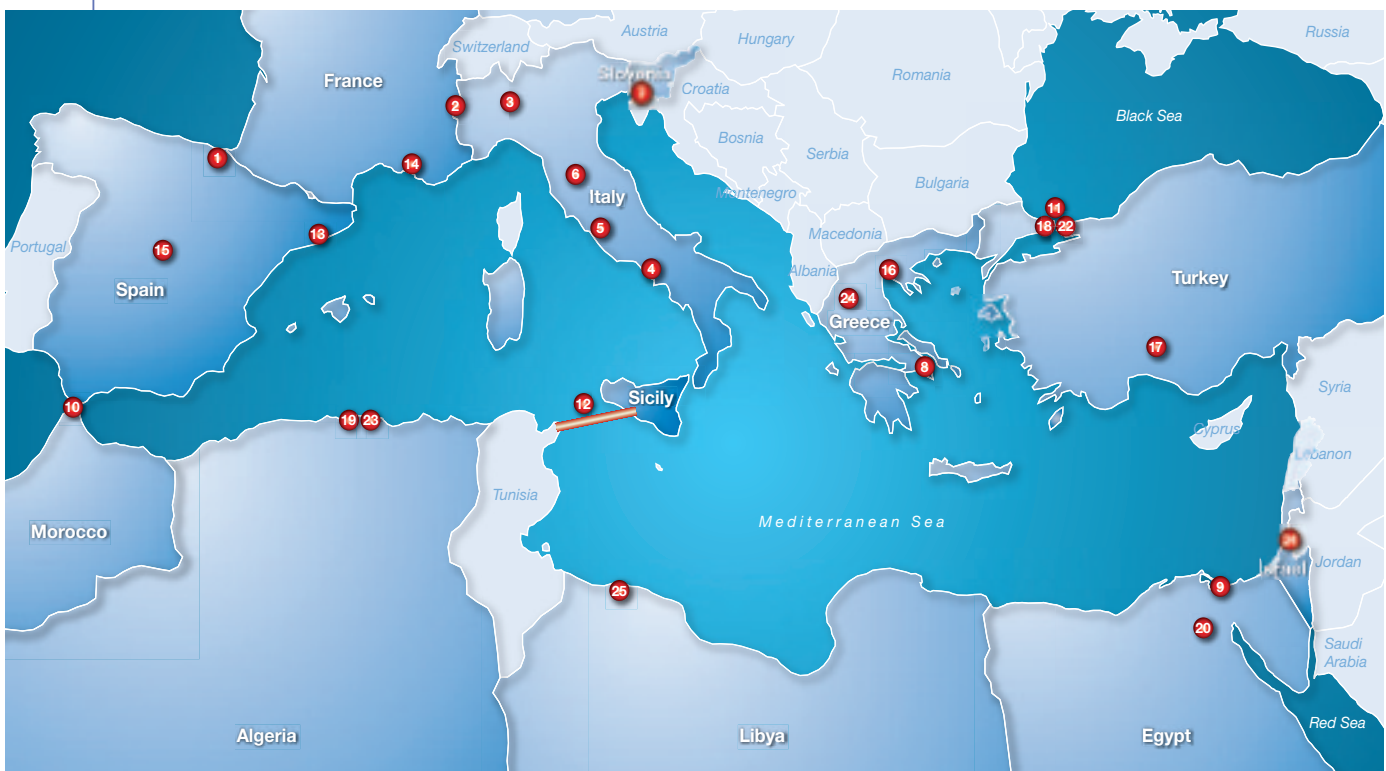 Austria
Russia
Switzerland
Hungary
France
Slovenia
Romania
Croatia
2
3
Black Sea
Bosnia
Serbia
1
14
6
Bulgaria
Montenegro
Italy
11
13
5
18
22
Portugal
Macedonia
15
4
16
Albania
Turkey
Spain
24
Greece
17
8
Syria
Sicily
12
10
19
23
Cyprus
Lebanon
Tunisia
Mediterranean Sea
Morocco
Jordan
9
25
20
Saudi
Arabia
Red Sea
Algeria
Libya
Egypt